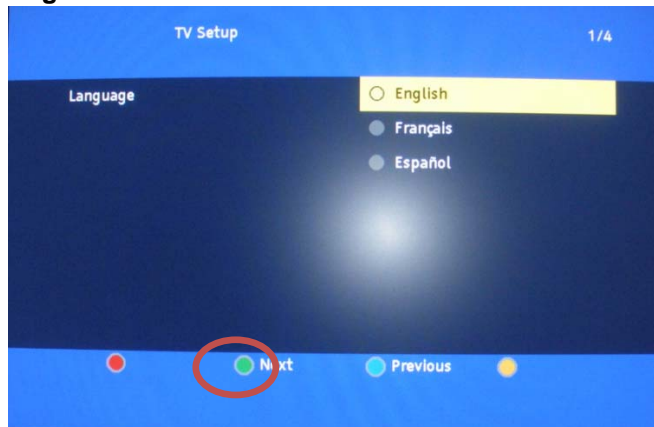 TV Setup 1/4
Language English
Français
Español
Next Previous